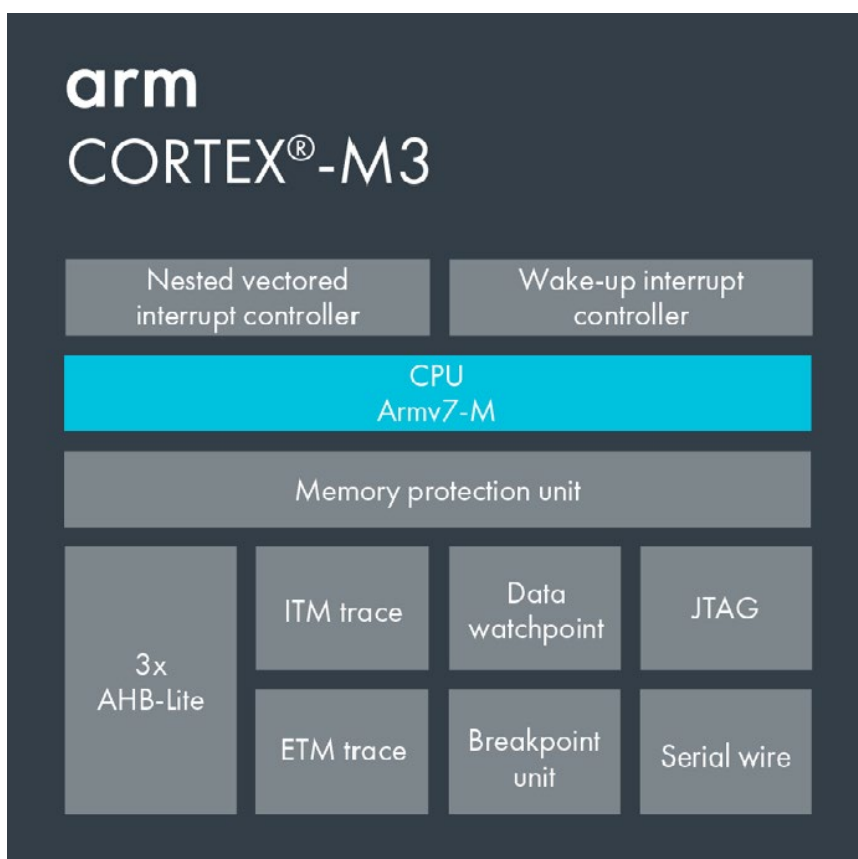 arm
CORTEX®-M3
Nested vectored
interrupt controller
Wake-up interrupt
controller
CPU
Armv7-M
Memory protection unit
3x
AHB-Lite
ITM trace
Data
watchpoint
JTAG
ETM trace
Breakpoint
unit
Serial wire